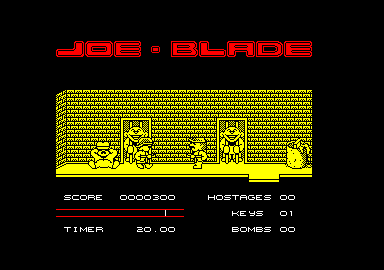 JOE · BLADE
SCORE 0000300 HOSTAGES 00
KEYS 01
TIMER 20.00 BOMBS 00